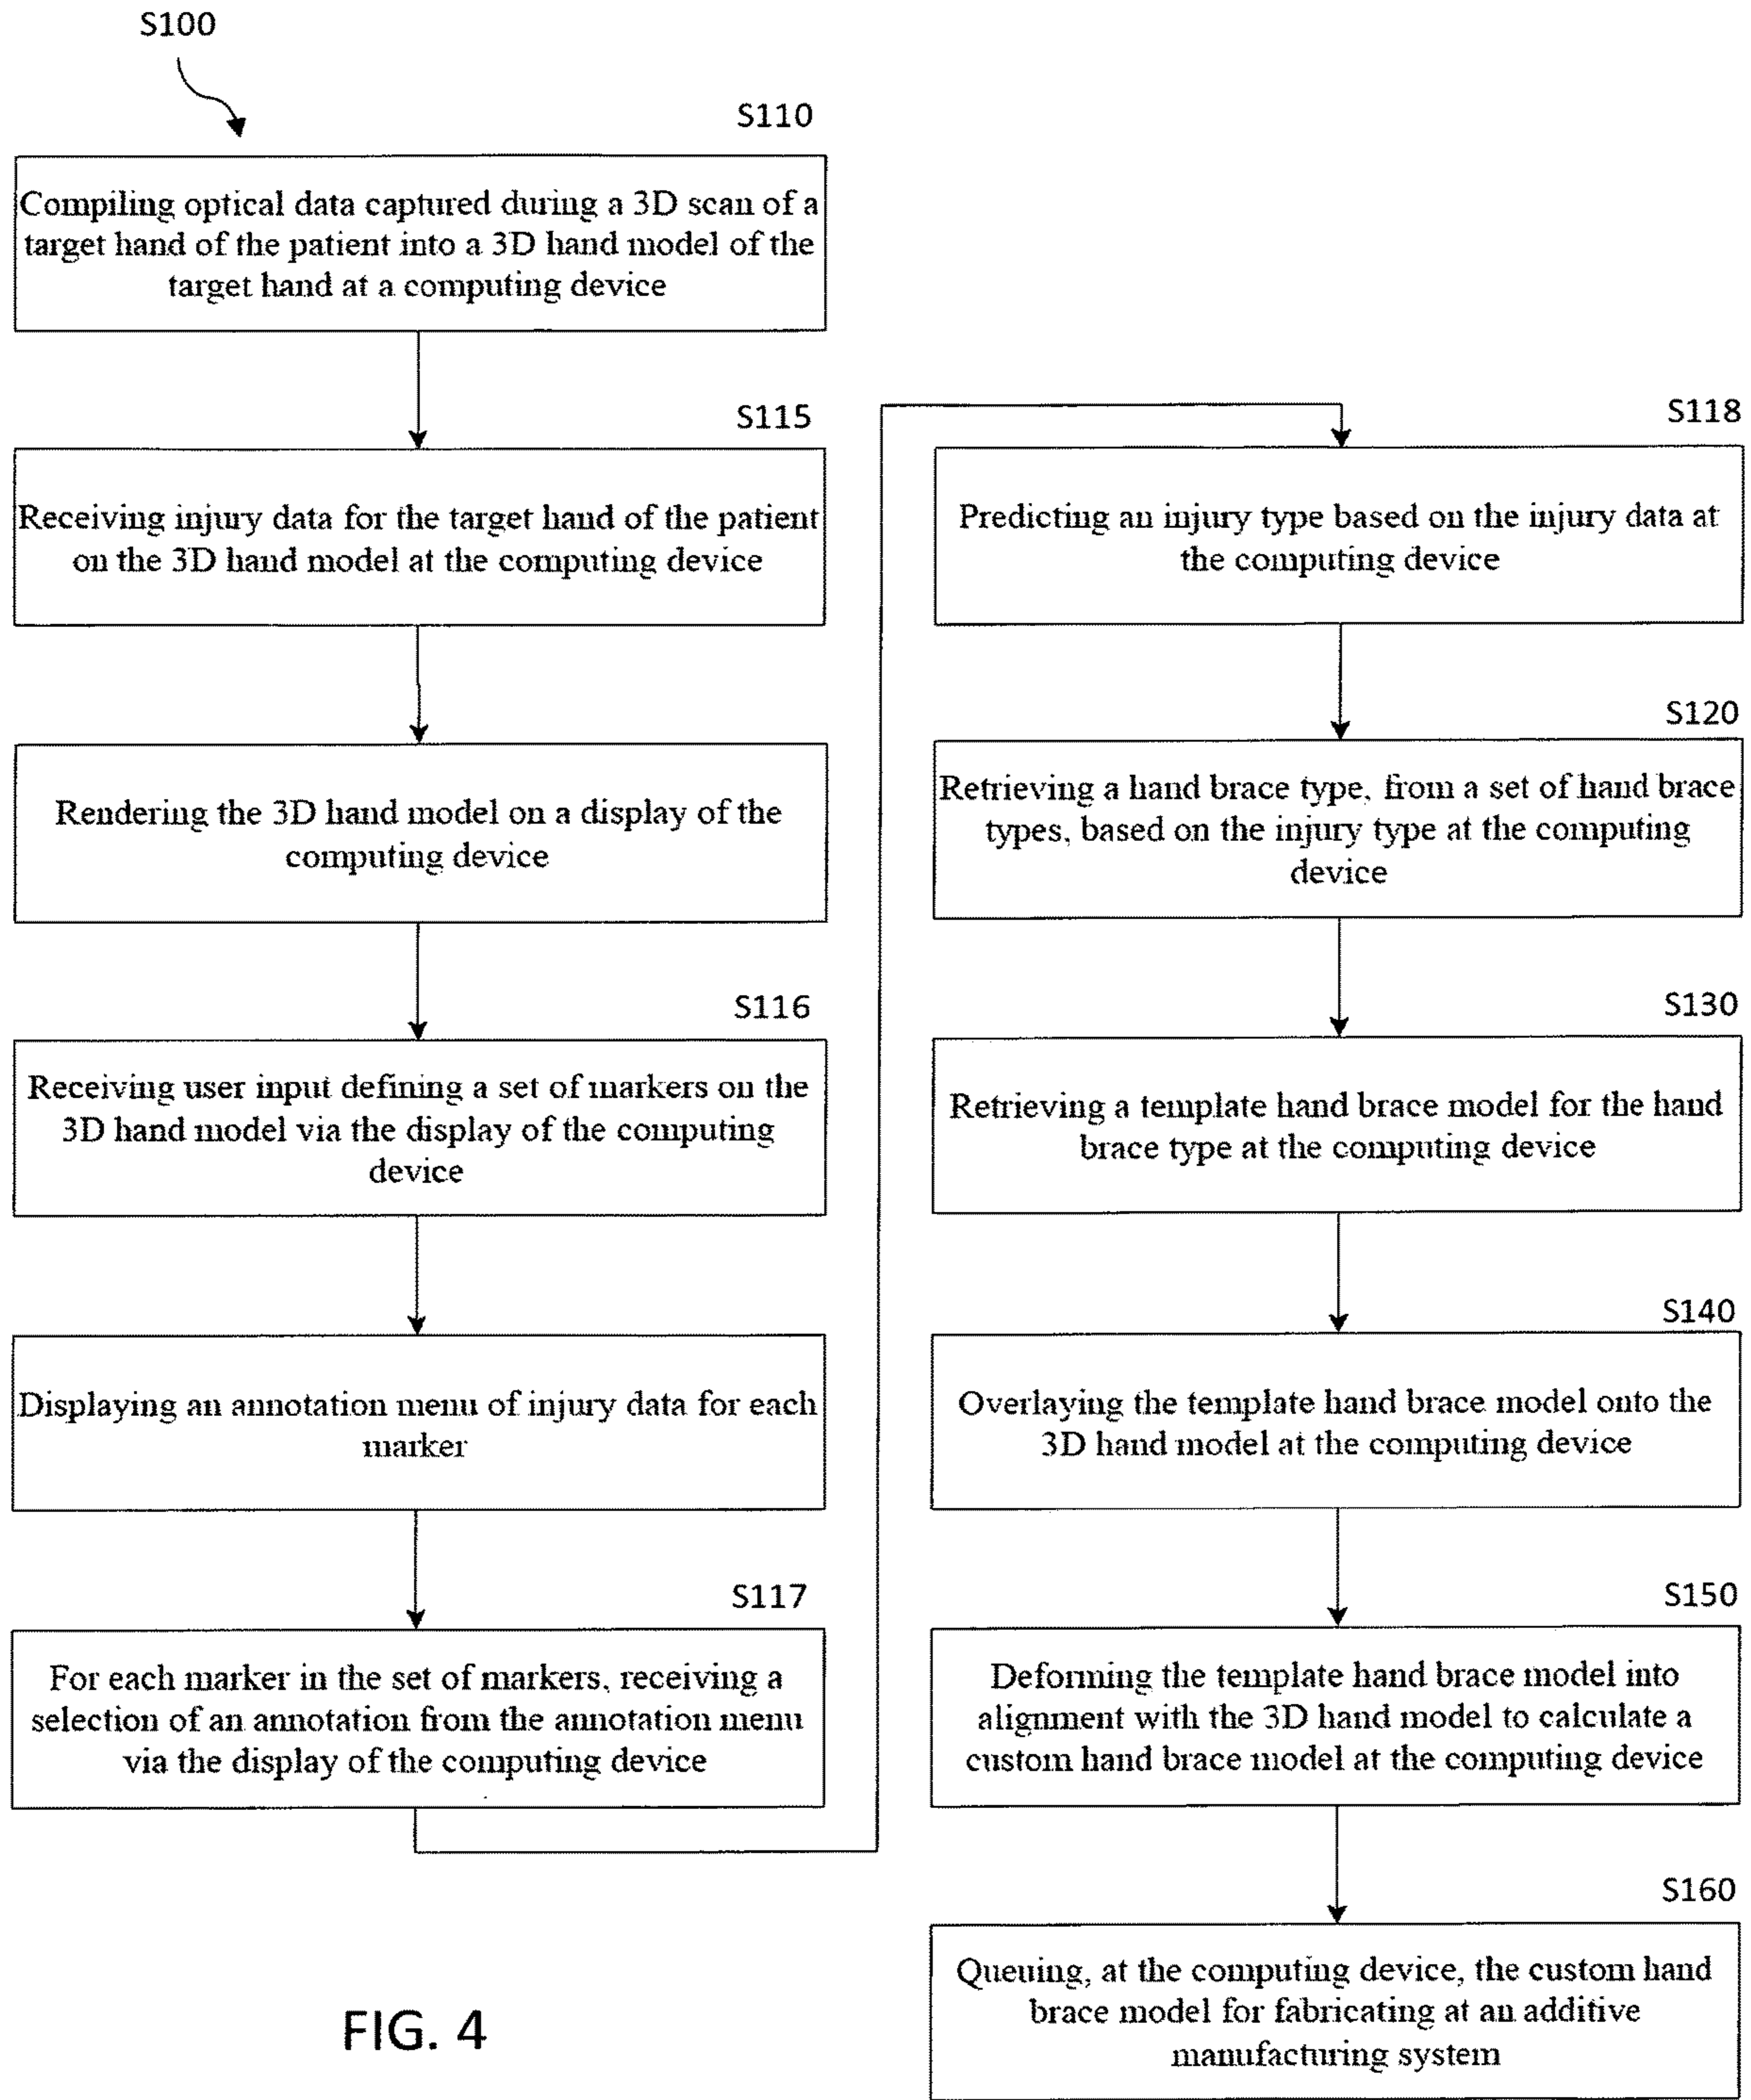 S100
S110
Compiling optical data captured during a 3D scan of a
target hand of the patient into a 3D hand model of the
target hand at a computing device
S115
Receiving injury data for the target hand of the patient
on the 3D hand model at the computing device
Rendering the 3D hand model on a display of the
computing device
S116
Receiving user input defining a set of markers on the
3D hand model via the display of the computing
device
Displaying an annotation menu of injury data for each
marker
S117
For each marker in the set of markers, receiving a
selection of an annotation from the annotation menu
via the display of the computing device
S118
Predicting an injury type based on the injury data at
the computing device
S120
Retrieving a hand brace type, from a set of hand brace
types, based on the injury type at the computing
device
S130
Retrieving a template hand brace model for the hand
brace type at the computing device
S140
Overlaying the template hand brace model onto the
3D hand model at the computing device
S150
Deforming the template hand brace model into
alignment with the 3D hand model to calculate a
custom hand brace model at the computing device
S160
Queuing, at the computing device, the custom hand
brace model for fabricating at an additive
manufacturing system
FIG. 4